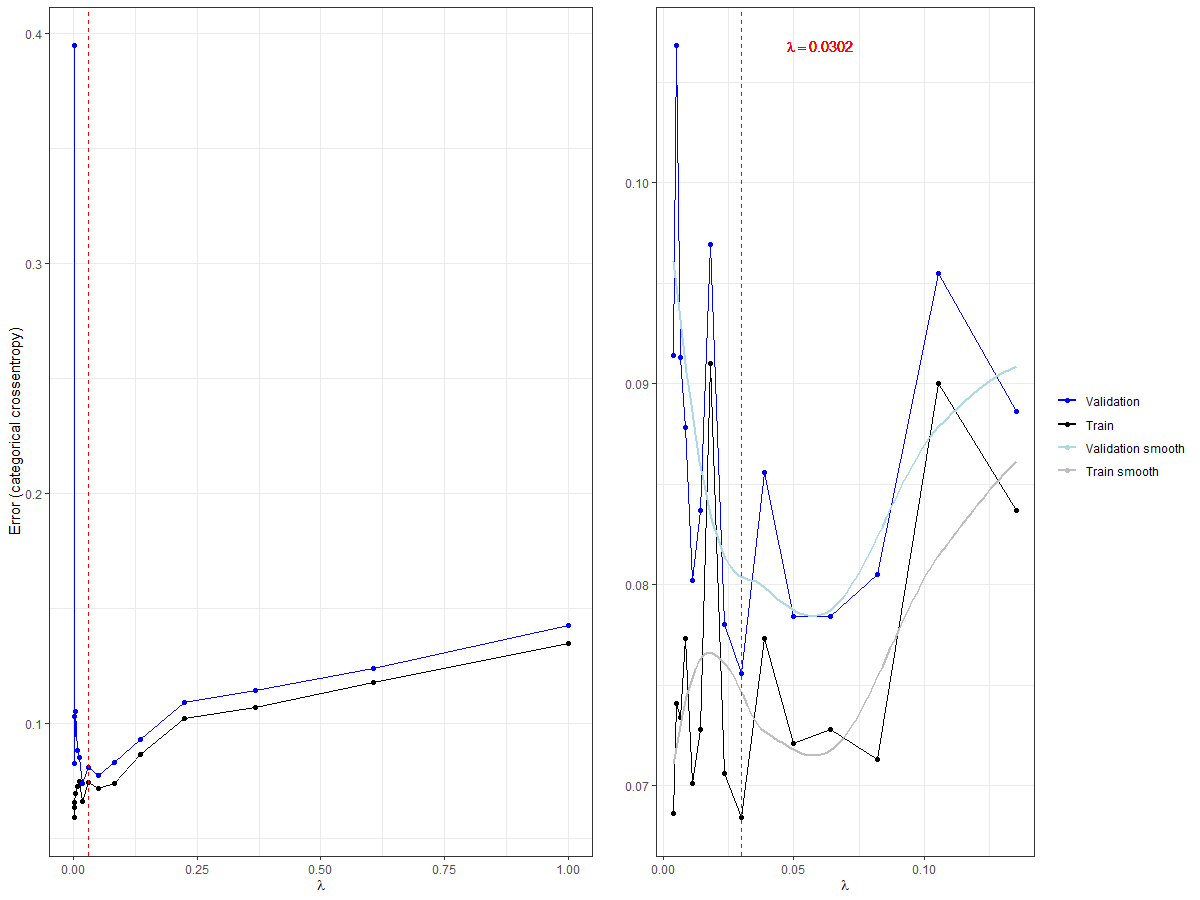 Error (categorical crossentropy)
0.4
0.3
0.2
0.1
0.00
0.25
0.50
0.75
1.00
λ
λ = 0.0302
0.10
0.09
0.08
0.07
0.00
0.05
0.10
λ
Validation
Train
Validation smooth
Train smooth